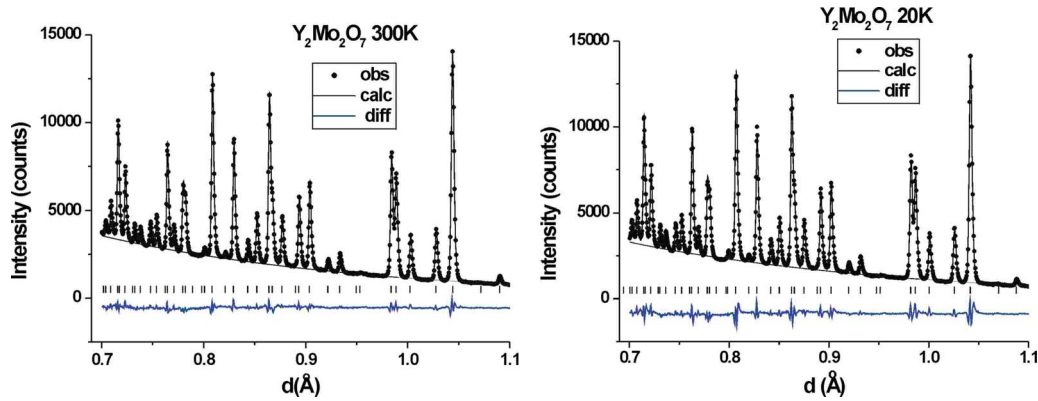 Y2Mo2O7 300K
obs
calc
diff
Intensity (counts)
15000
10000
5000
0
0.7 0.8 0.9 1.0 1.1
d(Å)
Y2Mo2O7 20K
obs
calc
diff
Intensity (counts)
15000
10000
5000
0
0.7 0.8 0.9 1.0 1.1
d (Å)